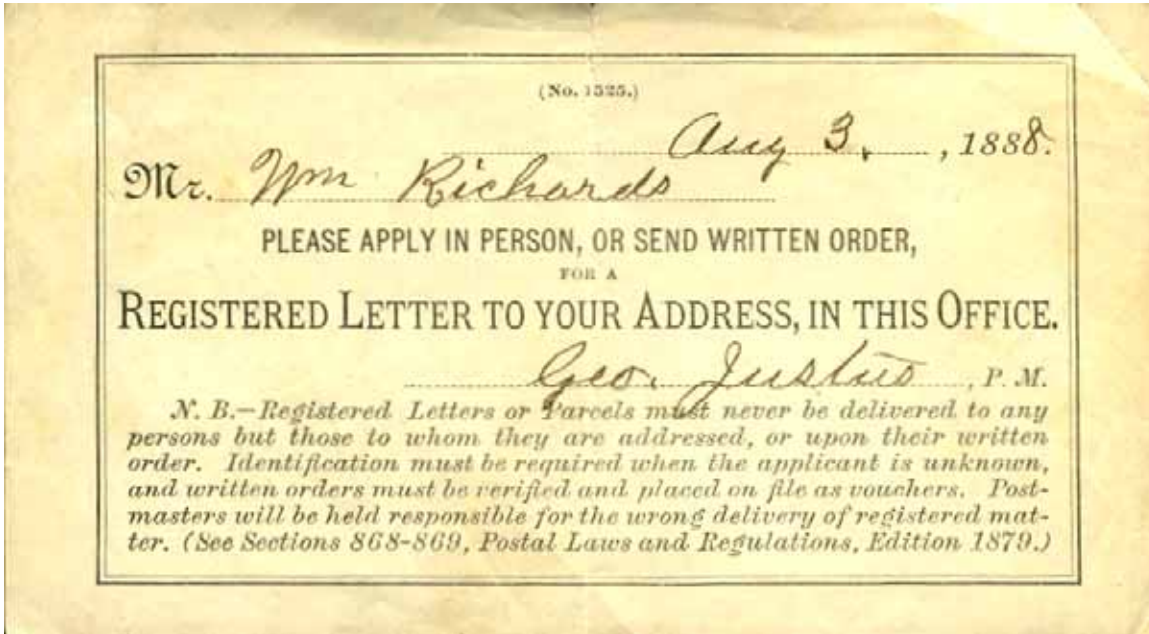 (No. 1525.)
Aug 3, 1888.
Mr. Wm Richards
PLEASE APPLY IN PERSON, OR SEND WRITTEN ORDER,
FOR A
REGISTERED LETTER TO YOUR ADDRESS, IN THIS OFFICE.
Geo. Justus, P. M.
N. B.—Registered Letters or Parcels must never be delivered to any
persons but those to whom they are addressed, or upon their written
order. Identification must be required when the applicant is unknown,
and written orders must be verified and placed on file as vouchers. Post-
masters will be held responsible for the wrong delivery of registered mat-
ter. (See Sections 868-869, Postal Laws and Regulations, Edition 1879.)